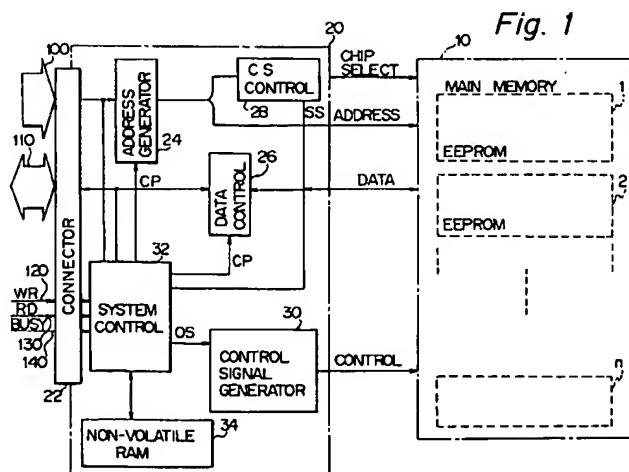 Fig. 1
100
20
10
CHIP
SELECT
CS
CONTROL
28
SS
ADDRESS
MAIN MEMORY
1
EEPROM
ADDRESS GENERATOR
24
110
CP
DATA CONTROL
26
DATA
2
EEPROM
CONNECTOR
32
CP
120
WR
RD
BUSY
130
140
22
SYSTEM
CONTROL
OS
30
CONTROL
SIGNAL
GENERATOR
CONTROL
n
NON-VOLATILE
RAM
34